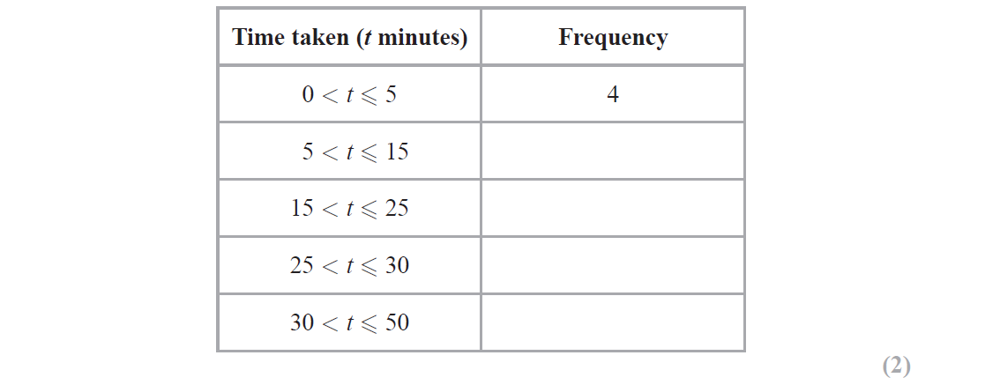 Time taken (t minutes) Frequency
0 < t ⩽ 5 4
5 < t ⩽ 15
15 < t ⩽ 25
25 < t ⩽ 30
30 < t ⩽ 50
(2)